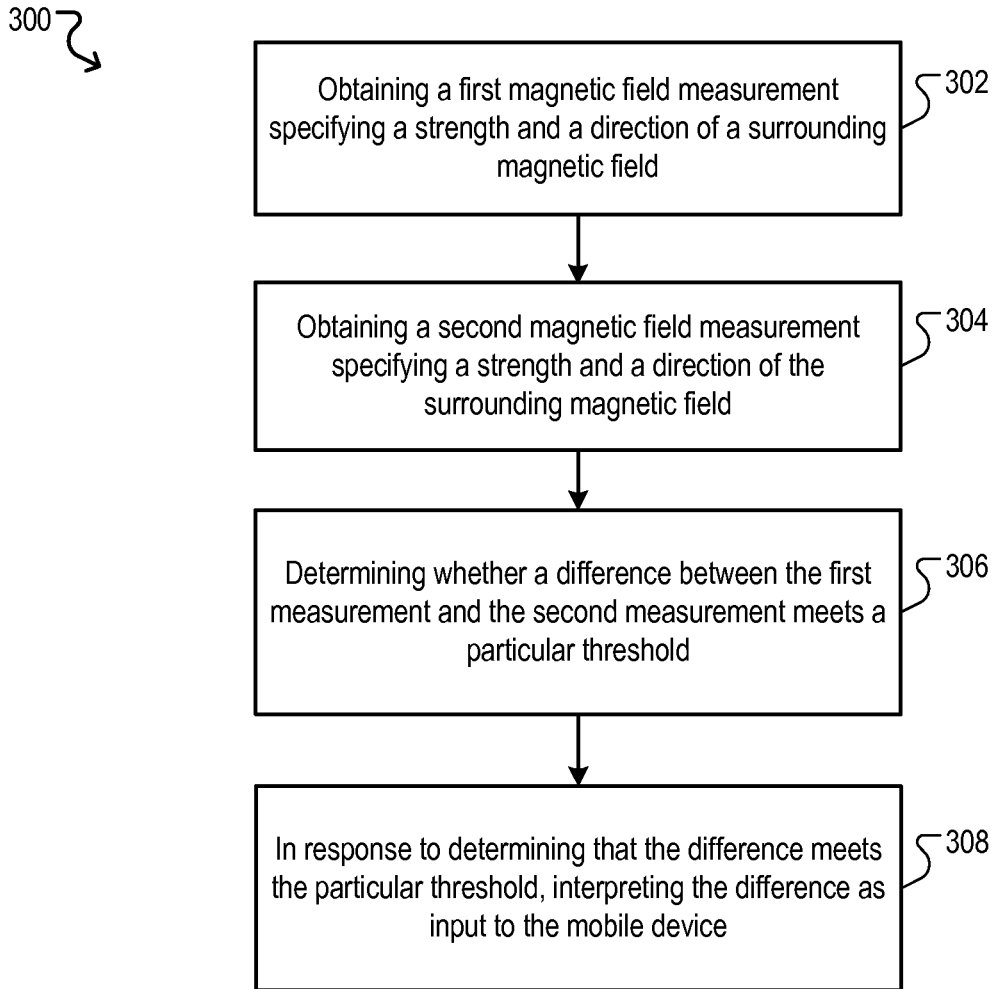 300
Obtaining a first magnetic field measurement
specifying a strength and a direction of a surrounding
magnetic field
302
Obtaining a second magnetic field measurement
specifying a strength and a direction of the
surrounding magnetic field
304
Determining whether a difference between the first
measurement and the second measurement meets a
particular threshold
306
In response to determining that the difference meets
the particular threshold, interpreting the difference as
input to the mobile device
308